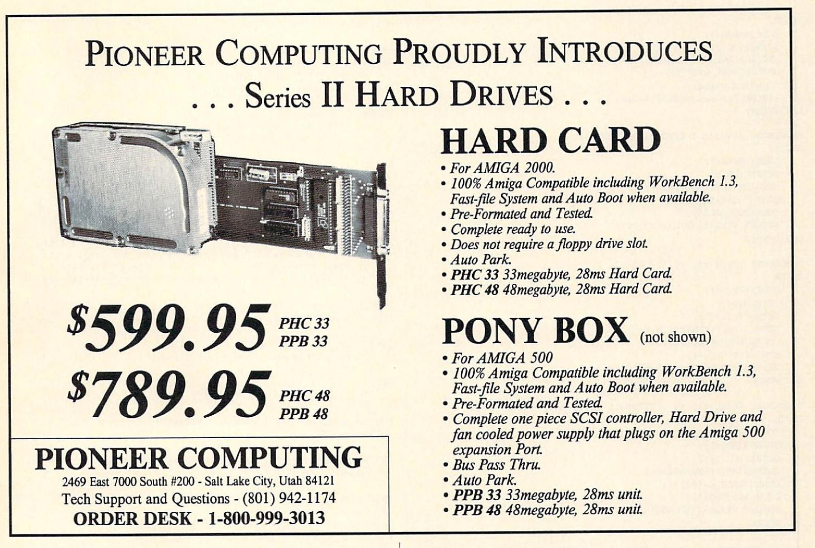 PIONEER COMPUTING PROUDLY INTRODUCES
. . . Series II HARD DRIVES . . .
HARD CARD
• For AMIGA 2000.
• 100% Amiga Compatible including WorkBench 1.3,
Fast-file System and Auto Boot when available.
• Pre-Formated and Tested.
• Complete ready to use.
• Does not require a floppy drive slot.
• Auto Park.
• PHC 33 33megabyte, 28ms Hard Card.
• PHC 48 48megabyte, 28ms Hard Card.
$599.95 PHC 33
PPB 33
$789.95 PHC 48
PPB 48
PONY BOX (not shown)
• For AMIGA 500
• 100% Amiga Compatible including WorkBench 1.3,
Fast-file System and Auto Boot when available.
• Pre-Formated and Tested.
• Complete one piece SCSI controller, Hard Drive and
fan cooled power supply that plugs on the Amiga 500
expansion Port.
• Bus Pass Thru.
• Auto Park.
• PPB 33 33megabyte, 28ms unit.
• PPB 48 48megabyte, 28ms unit.
PIONEER COMPUTING
2469 East 7000 South #200 - Salt Lake City, Utah 84121
Tech Support and Questions - (801) 942-1174
ORDER DESK - 1-800-999-3013